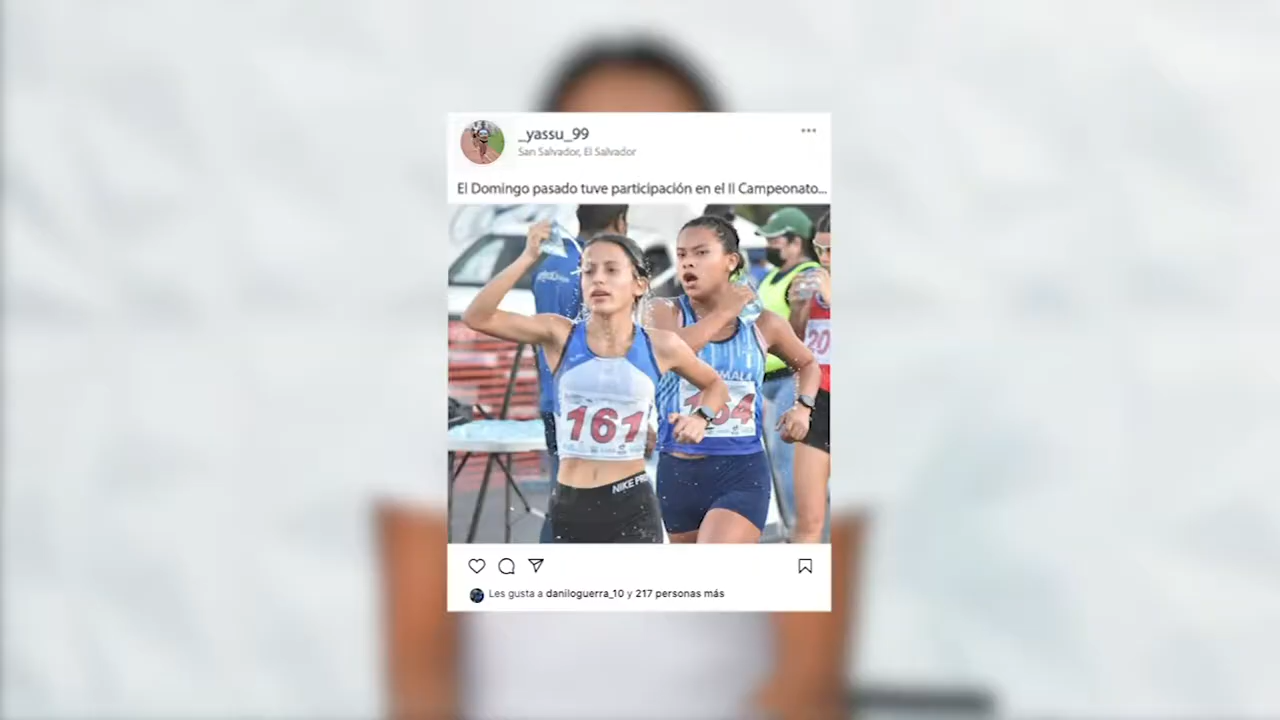 _yassu_99
San Salvador, El Salvador
El Domingo pasado tuve participación en el II Campeonato...
161
164
20
NIKE PRO
Les gusta a daniloguerra_10 y 217 personas más